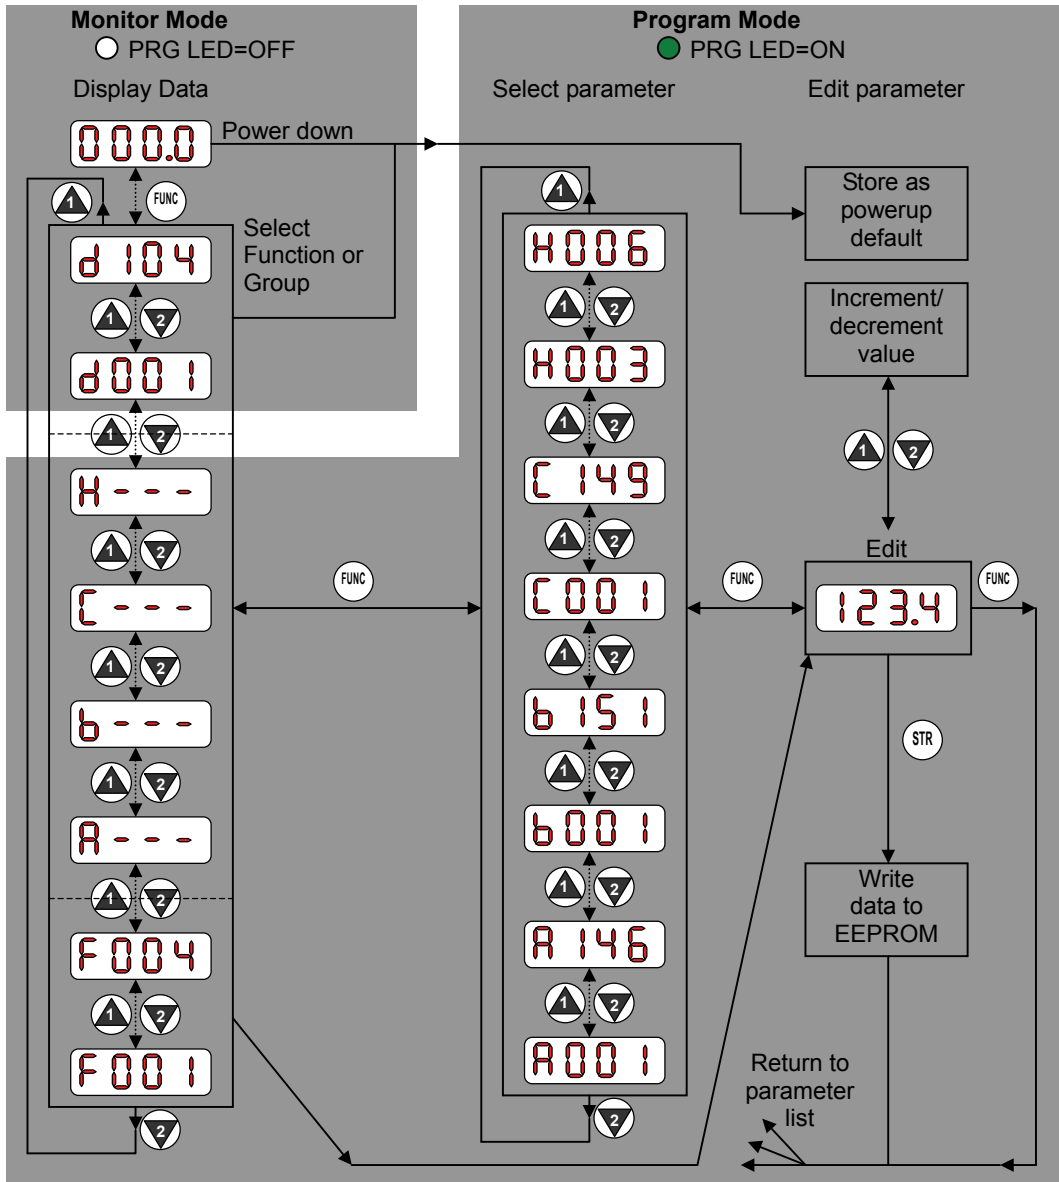 Monitor Mode
PRG LED=OFF
Display Data
000.0
Power down
1
FUNC
Select
Function or
Group
d 104
1 2
d001
1 2
H---
1 2
C---
1 2
b---
1 2
A---
1 2
F004
1 2
F001
2
FUNC
Program Mode
PRG LED=ON
Select parameter
Edit parameter
1
H006
1 2
H003
1 2
C149
1 2
C001
1 2
b151
1 2
b001
1 2
A146
1 2
A001
2
FUNC
Store as
powerup
default
Increment/
decrement
value
1 2
Edit
123.4
FUNC
STR
Write
data to
EEPROM
Return to
parameter
list